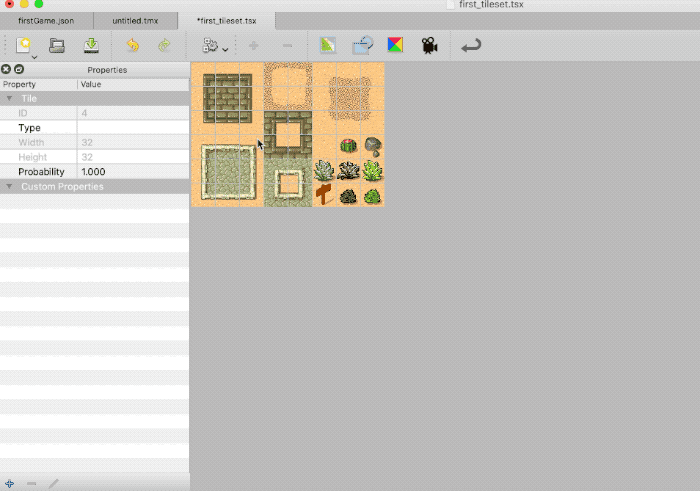 first_tileset.tsx
firstGame.json untitled.tmx *first_tileset.tsx
Properties
Property Value
Tile
ID 4
Type
Width 32
Height 32
Probability 1.000
Custom Properties